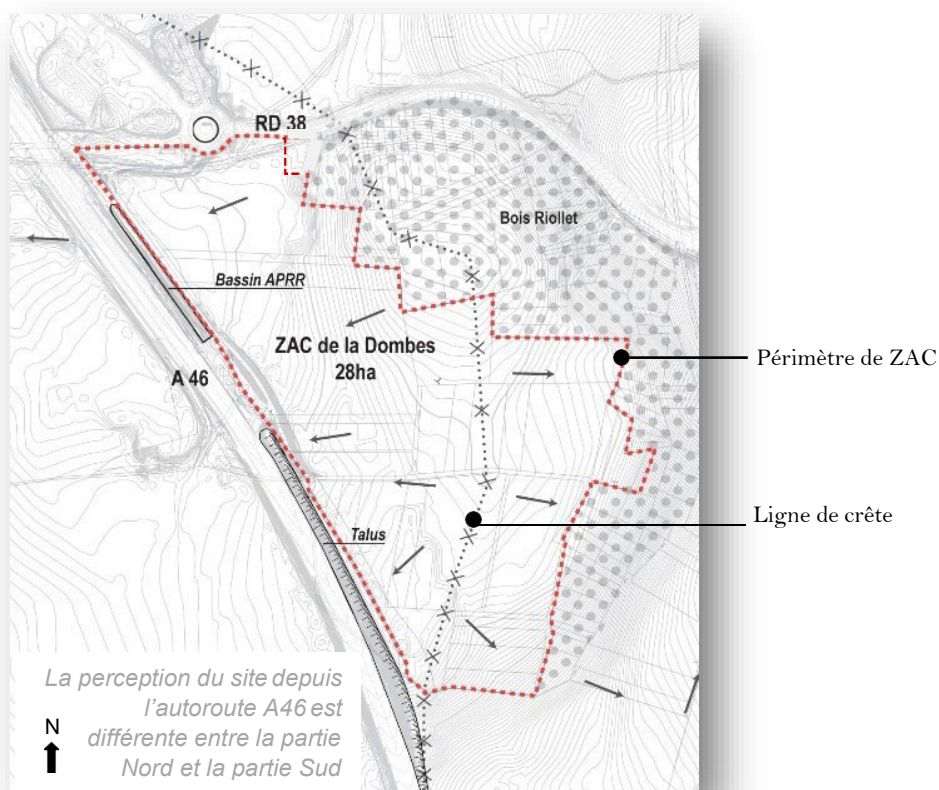 RD 38
Bois Riollet
Bassin APRR
ZAC de la Dombes
28ha
Périmètre de ZAC
A 46
Ligne de crête
Talus
La perception du site depuis
l'autoroute A46 est
différente entre la partie
Nord et la partie Sud
N